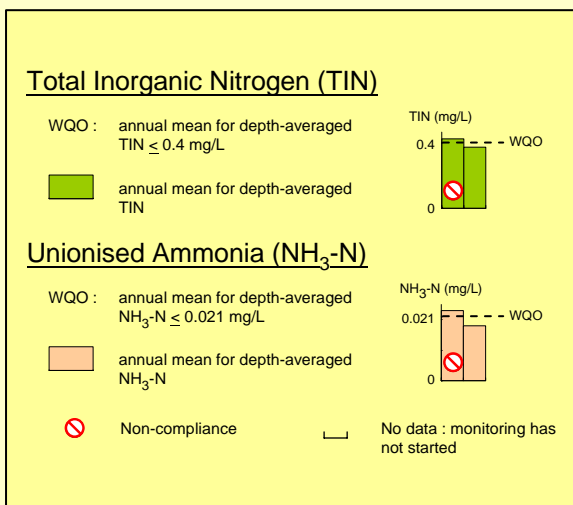 Total Inorganic Nitrogen (TIN)
WQO : annual mean for depth-averaged
TIN ≤ 0.4 mg/L
annual mean for depth-averaged
TIN
TIN (mg/L)
0.4
WQO
0
Unionised Ammonia (NH3-N)
WQO : annual mean for depth-averaged
NH3-N ≤ 0.021 mg/L
annual mean for depth-averaged
NH3-N
NH3-N (mg/L)
0.021
WQO
0
Non-compliance
No data : monitoring has
not started